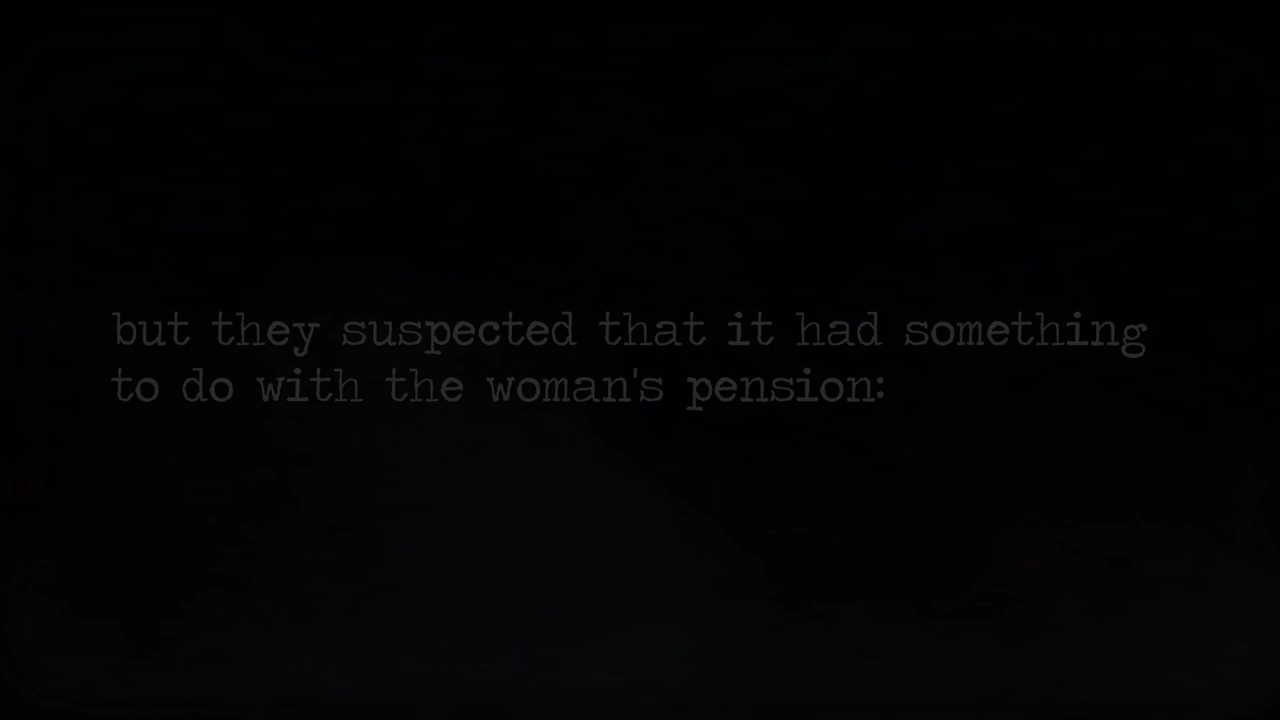 but they suspected that it had something
to do with the woman's pension: